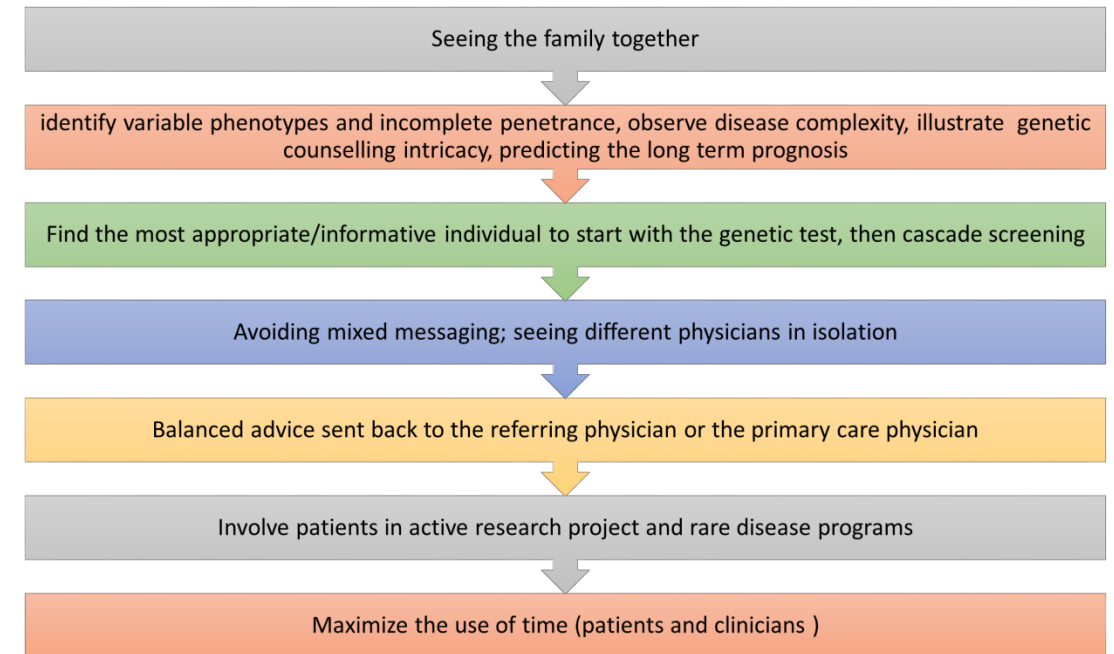 Seeing the family together
identify variable phenotypes and incomplete penetrance, observe disease complexity, illustrate genetic
counselling intricacy, predicting the long term prognosis
Find the most appropriate/informative individual to start with the genetic test, then cascade screening
Avoiding mixed messaging; seeing different physicians in isolation
Balanced advice sent back to the referring physician or the primary care physician
Involve patients in active research project and rare disease programs
Maximize the use of time (patients and clinicians )